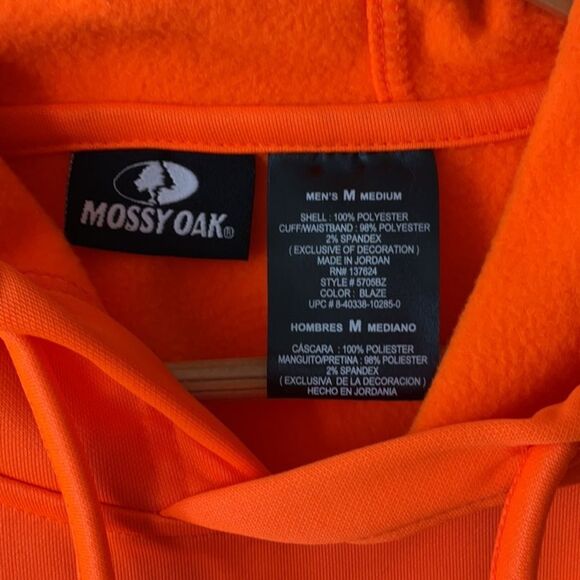 MOSSY OAK®
MEN'S M MEDIUM
SHELL : 100% POLYESTER
CUFF/WAISTBAND : 98% POLYESTER
2% SPANDEX
( EXCLUSIVE OF DECORATION )
MADE IN JORDAN
RN# 137624
STYLE # 5705BZ
COLOR : BLAZE
UPC # 8-40338-10285-0
HOMBRES M MEDIANO
CÁSCARA : 100% POLIESTER
MANGUITO/PRETINA : 98% POLIESTER
2% SPANDEX
( EXCLUSIVA DE LA DECORACION )
HECHO EN JORDANIA